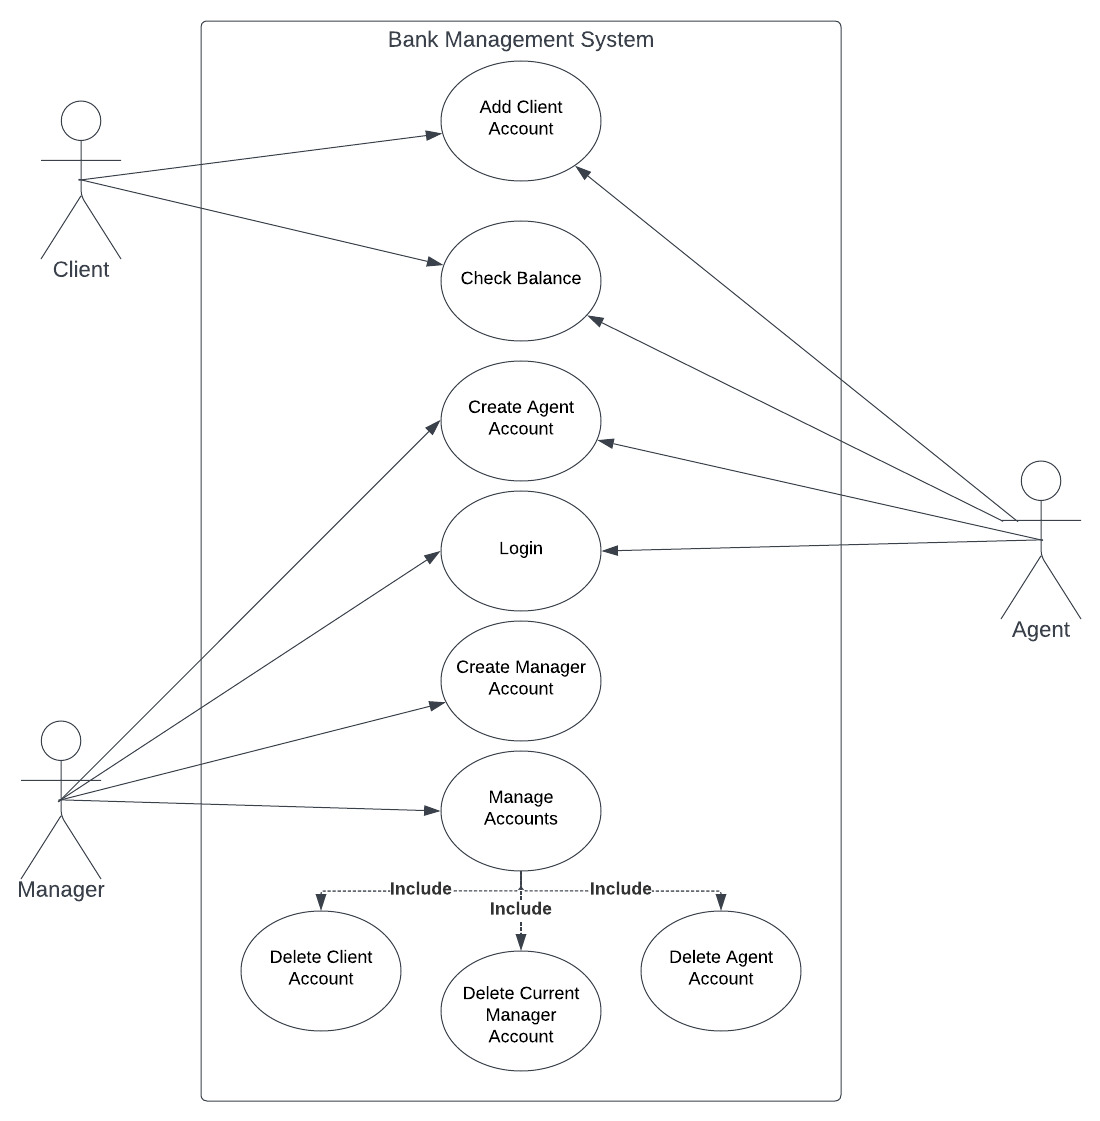 Bank Management System
Add Client
Account
Client
Check Balance
Create Agent
Account
Login
Agent
Create Manager
Account
Manage
Accounts
Manager
Include
Include
Include
Delete Client
Account
Delete Current
Manager
Account
Delete Agent
Account